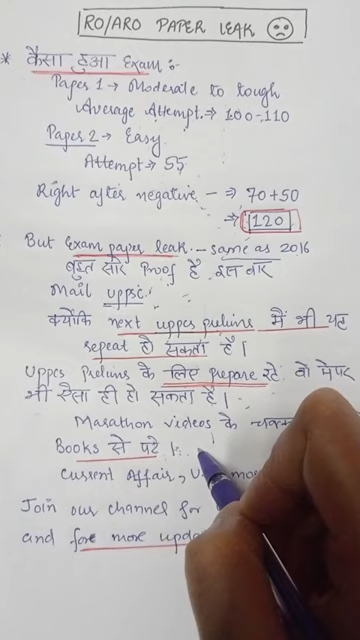 RO/ARO PAPER LEAK
* कैसा हुआ Exam :-
Paper 1 → Moderate to tough
Average Attempt ⇒ 100-110
Paper 2 → Easy
Attempt ⇒ 55
Right after negative - ⇒ 70+50
⇒ 120
But Exam paper leak - same as 2016
बहुत सारे Proof हैं इस बार
Mail UPPSC
क्योंकि next uppcs prelims में भी यह
repeat हो सकता है।
Uppcs Prelims के लिए prepare रहे वो पेपर
भी ऐसा ही हो सकता है।
Marathon videos के
Books से पढे।
Current affair,
Join our channel for
and fore more